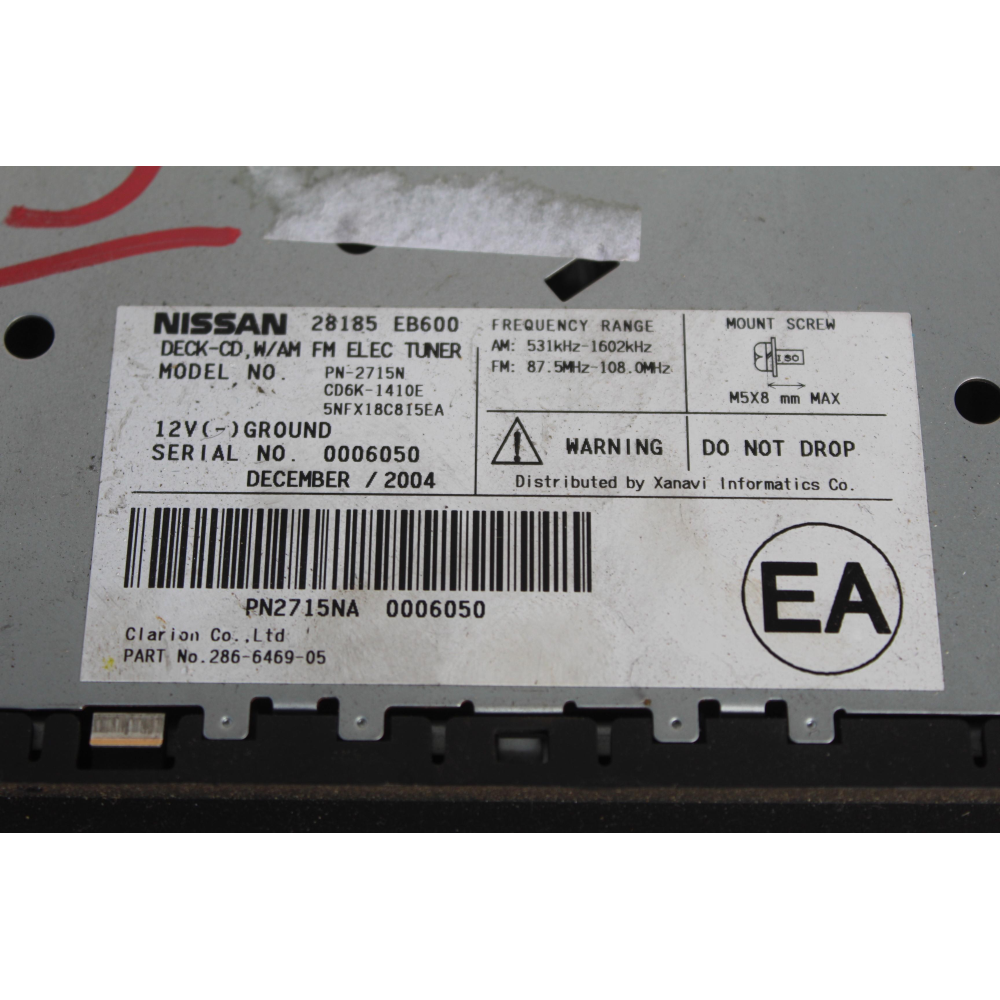 NISSAN 28185 EB600
DECK-CD,W/AM FM ELEC TUNER
MODEL NO. PN-2715N
CD6K-1410E
5NFX18C815EA
12V(-)GROUND
SERIAL NO. 0006050
DECEMBER / 2004
FREQUENCY RANGE
AM: 531kHz-1602kHz
FM: 87.5MHz-108.0MHz
MOUNT SCREW
ISO
M5X8 mm MAX
WARNING
DO NOT DROP
Distributed by Xanavi Informatics Co.
PN2715NA 0006050
Clarion Co.,Ltd
PART No.286-6469-05
EA